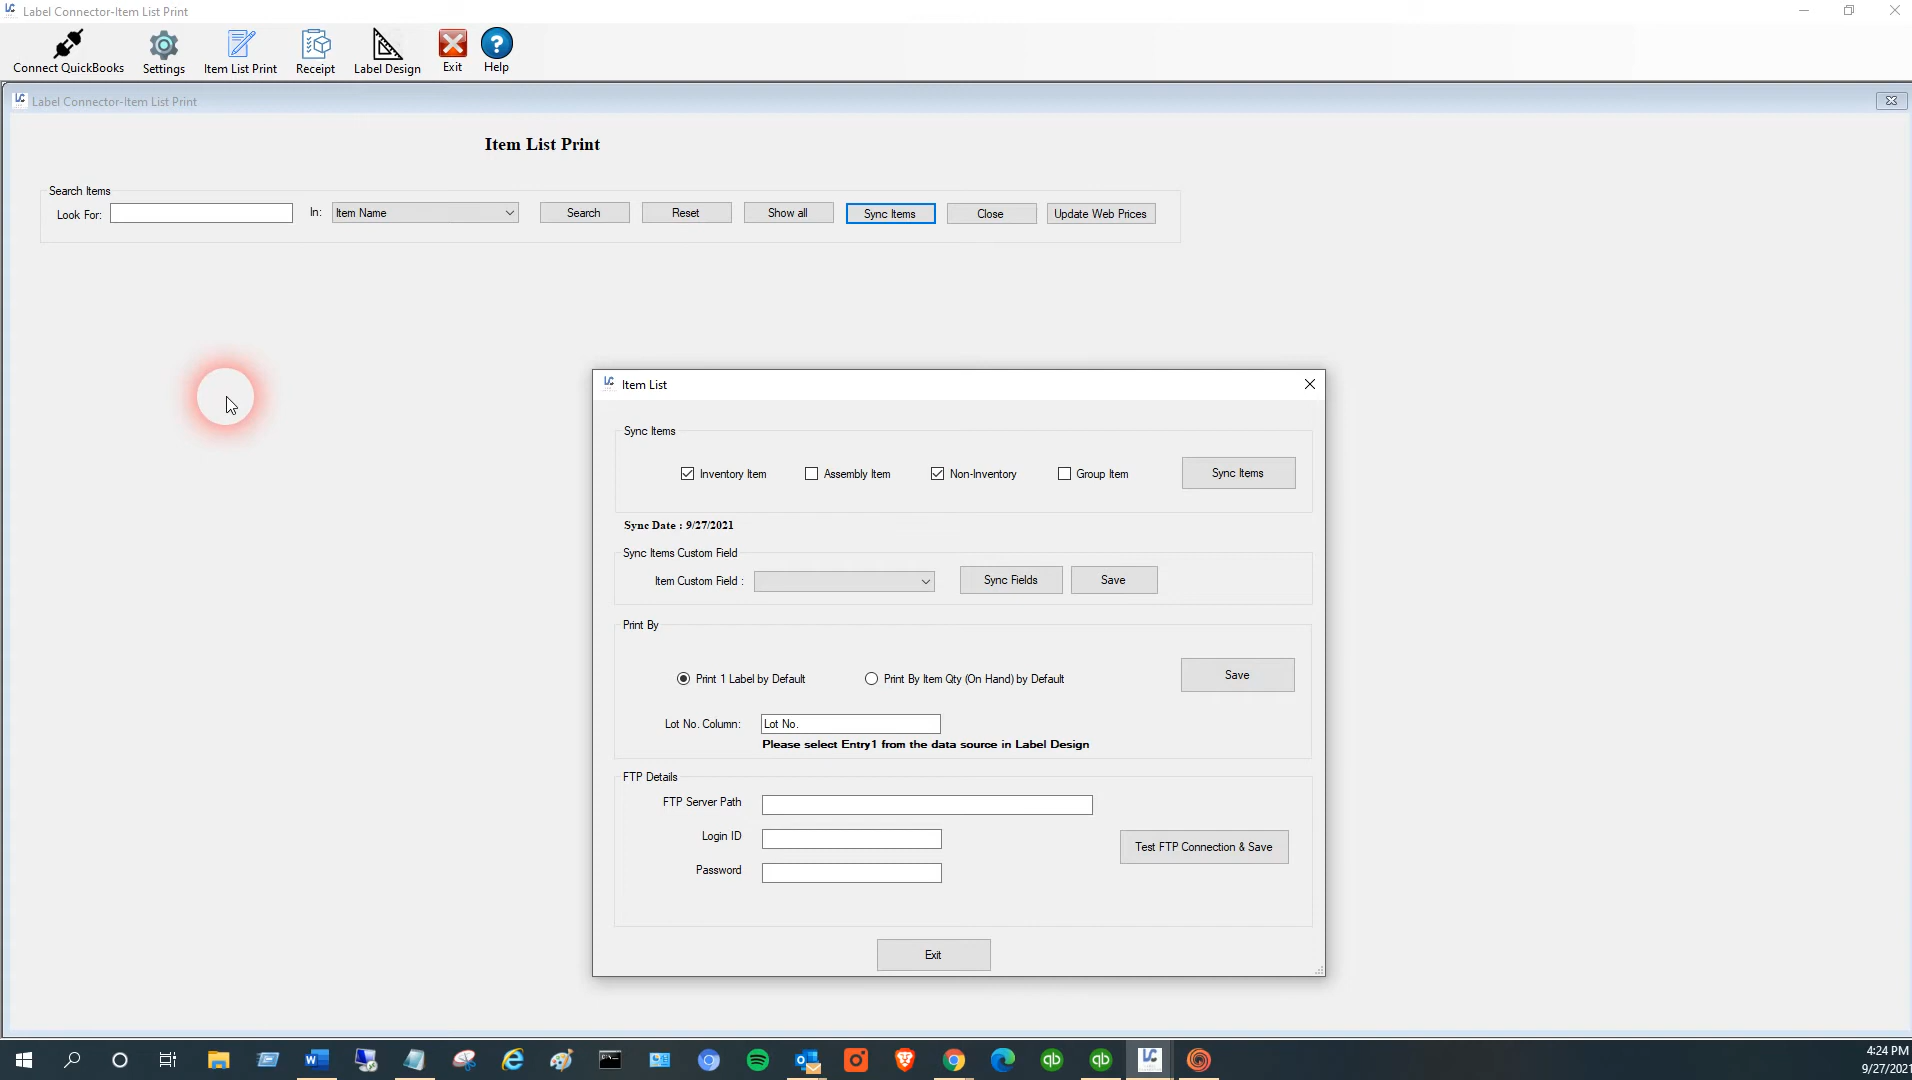 Label Connector-Item List Print
Connect QuickBooks
Settings
Item List Print
Receipt
Label Design
Exit
Help
Label Connector-Item List Print
Item List Print
Search Items
Look For:
In:
Item Name
Search
Reset
Show all
Sync Items
Close
Update Web Prices
Item List
Sync Items
Inventory Item
Assembly Item
Non-Inventory
Group Item
Sync Items
Sync Date : 9/27/2021
Sync Items Custom Field
Item Custom Field :
Sync Fields
Save
Print By
Print 1 Label by Default
Print By Item Qty (On Hand) by Default
Save
Lot No. Column:
Lot No.
Please select Entry1 from the data source in Label Design
FTP Details
FTP Server Path
Login ID
Test FTP Connection & Save
Password
Exit
4:24 PM
9/27/2021